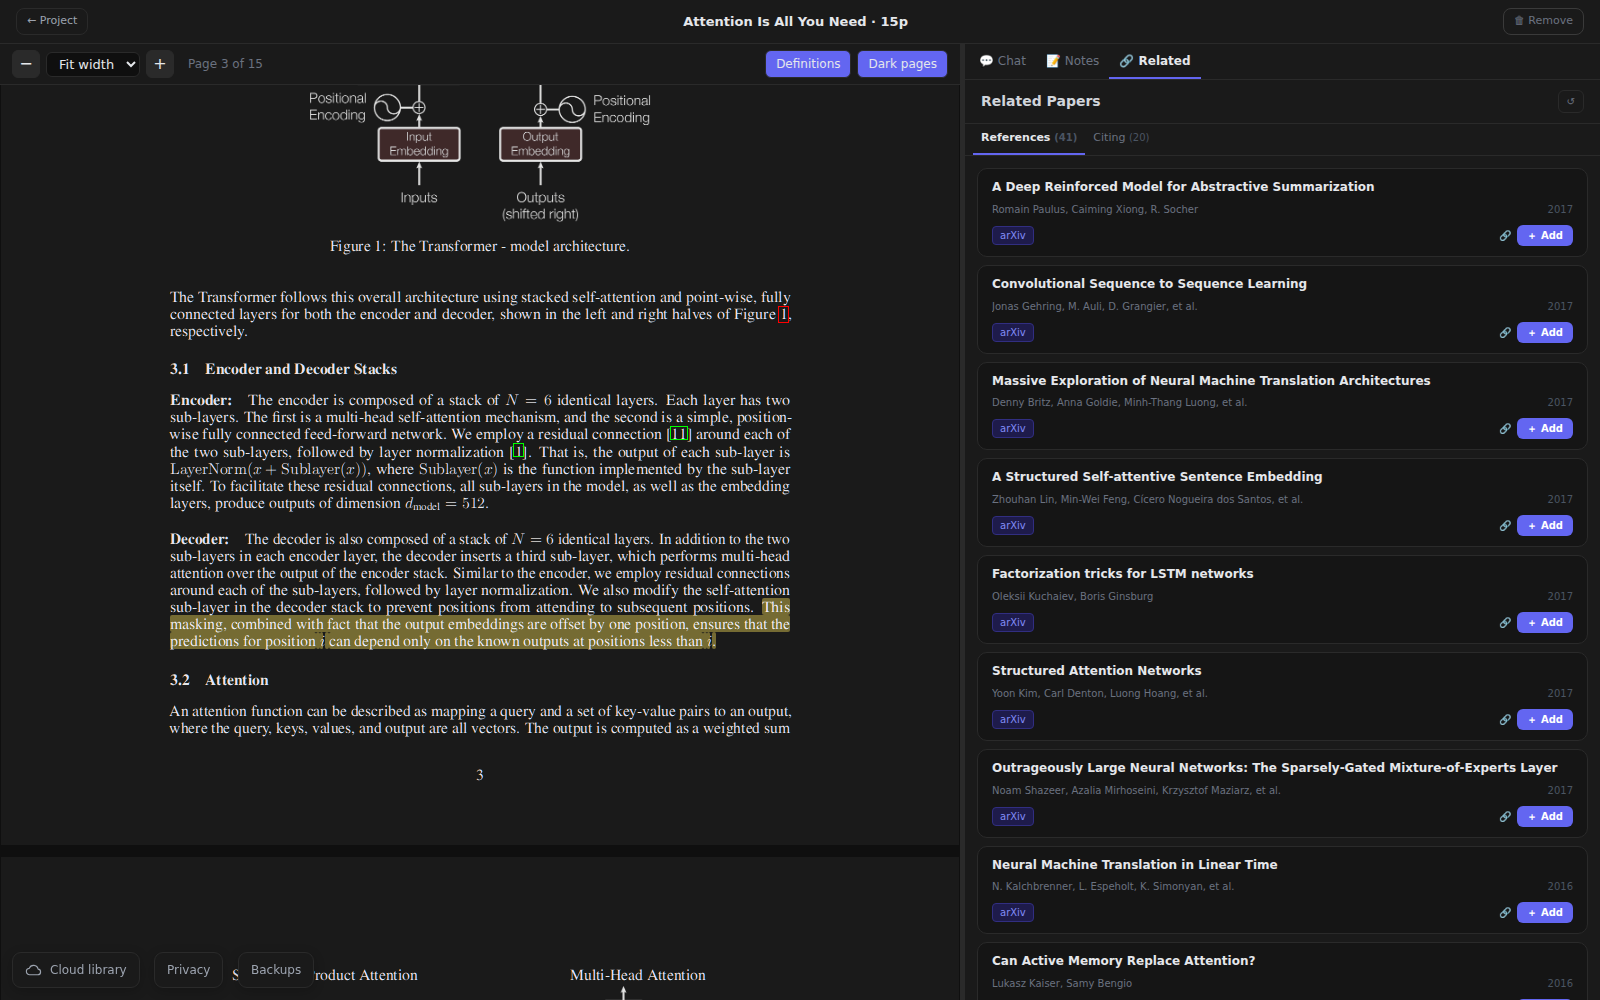 ← Project
Attention Is All You Need · 15p
Remove
−
Fit width
+
Page 3 of 15
Definitions
Dark pages
Chat
Notes
Related
Related Papers
References (41)
Citing (20)
Positional Encoding
Positional Encoding
Input Embedding
Output Embedding
Inputs
Outputs (shifted right)
Figure 1: The Transformer - model architecture.
The Transformer follows this overall architecture using stacked self-attention and point-wise, fully
connected layers for both the encoder and decoder, shown in the left and right halves of Figure 1,
respectively.
3.1 Encoder and Decoder Stacks
Encoder: The encoder is composed of a stack of N = 6 identical layers. Each layer has two
sub-layers. The first is a multi-head self-attention mechanism, and the second is a simple, position-
wise fully connected feed-forward network. We employ a residual connection [11] around each of
the two sub-layers, followed by layer normalization [1]. That is, the output of each sub-layer is
LayerNorm(x + Sublayer(x)), where Sublayer(x) is the function implemented by the sub-layer
itself. To facilitate these residual connections, all sub-layers in the model, as well as the embedding
layers, produce outputs of dimension d_model = 512.
Decoder: The decoder is also composed of a stack of N = 6 identical layers. In addition to the two
sub-layers in each encoder layer, the decoder inserts a third sub-layer, which performs multi-head
attention over the output of the encoder stack. Similar to the encoder, we employ residual connections
around each of the sub-layers, followed by layer normalization. We also modify the self-attention
sub-layer in the decoder stack to prevent positions from attending to subsequent positions. This
masking, combined with fact that the output embeddings are offset by one position, ensures that the
predictions for position i can depend only on the known outputs at positions less than i.
3.2 Attention
An attention function can be described as mapping a query and a set of key-value pairs to an output,
where the query, keys, values, and output are all vectors. The output is computed as a weighted sum
3
Cloud library
Privacy
Backups
roduct Attention
Multi-Head Attention
A Deep Reinforced Model for Abstractive Summarization
Romain Paulus, Caiming Xiong, R. Socher
2017
arXiv
+ Add
Convolutional Sequence to Sequence Learning
Jonas Gehring, M. Auli, D. Grangier, et al.
2017
arXiv
+ Add
Massive Exploration of Neural Machine Translation Architectures
Denny Britz, Anna Goldie, Minh-Thang Luong, et al.
2017
arXiv
+ Add
A Structured Self-attentive Sentence Embedding
Zhouhan Lin, Min-Wei Feng, Cícero Nogueira dos Santos, et al.
2017
arXiv
+ Add
Factorization tricks for LSTM networks
Oleksii Kuchaiev, Boris Ginsburg
2017
arXiv
+ Add
Structured Attention Networks
Yoon Kim, Carl Denton, Luong Hoang, et al.
2017
arXiv
+ Add
Outrageously Large Neural Networks: The Sparsely-Gated Mixture-of-Experts Layer
Noam Shazeer, Azalia Mirhoseini, Krzysztof Maziarz, et al.
2017
arXiv
+ Add
Neural Machine Translation in Linear Time
N. Kalchbrenner, L. Espeholt, K. Simonyan, et al.
2016
arXiv
+ Add
Can Active Memory Replace Attention?
Lukasz Kaiser, Samy Bengio
2016